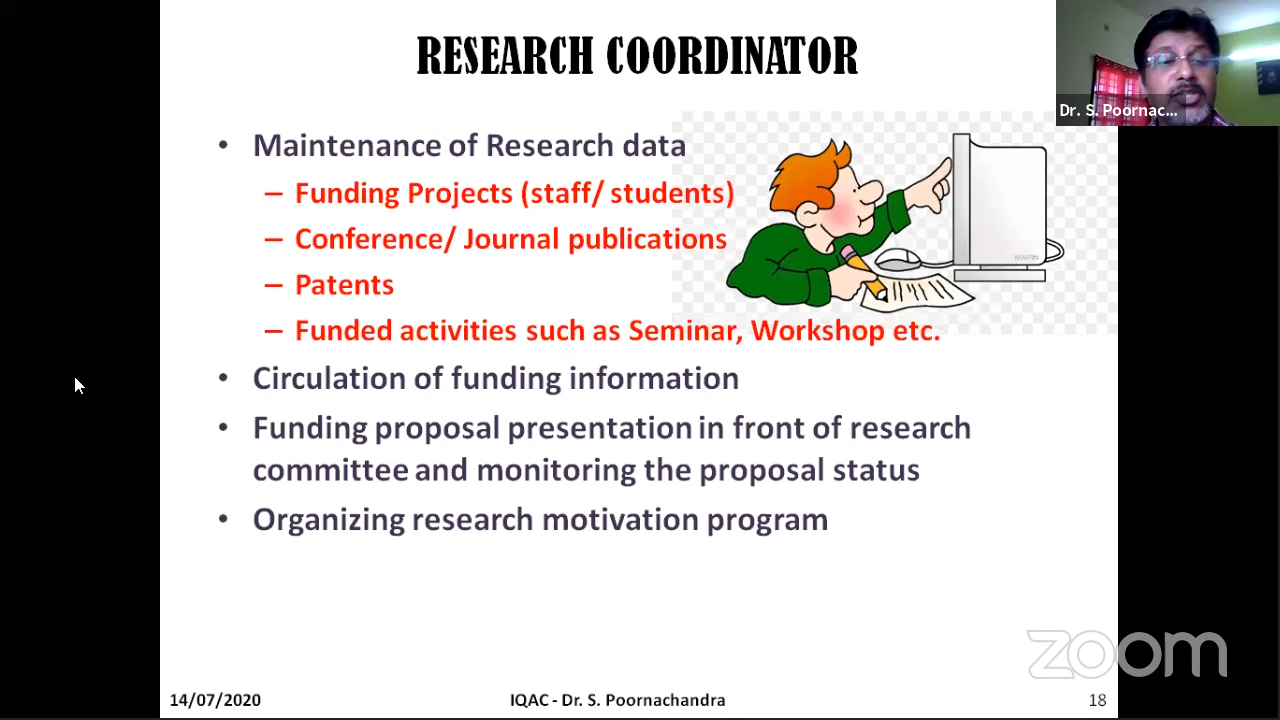 RESEARCH COORDINATOR
Dr. S. Poornac...
• Maintenance of Research data
– Funding Projects (staff/ students)
– Conference/ Journal publications
– Patents
– Funded activities such as Seminar, Workshop etc.
• Circulation of funding information
• Funding proposal presentation in front of research
committee and monitoring the proposal status
• Organizing research motivation program
zoom
14/07/2020
IQAC - Dr. S. Poornachandra
18